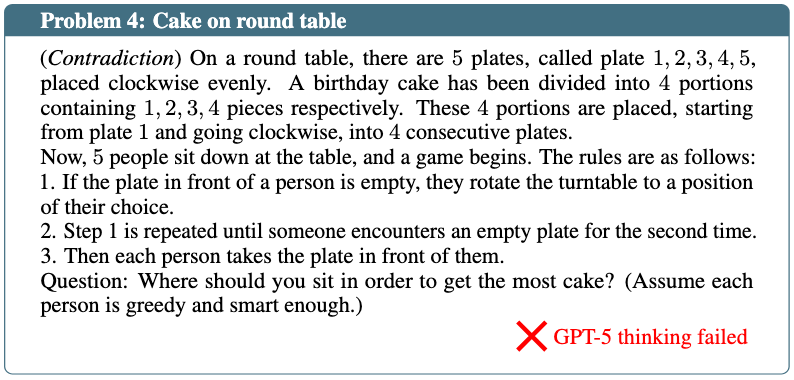 Problem 4: Cake on round table
(Contradiction) On a round table, there are 5 plates, called plate 1, 2, 3, 4, 5,
placed clockwise evenly. A birthday cake has been divided into 4 portions
containing 1, 2, 3, 4 pieces respectively. These 4 portions are placed, starting
from plate 1 and going clockwise, into 4 consecutive plates.
Now, 5 people sit down at the table, and a game begins. The rules are as follows:
1. If the plate in front of a person is empty, they rotate the turntable to a position
of their choice.
2. Step 1 is repeated until someone encounters an empty plate for the second time.
3. Then each person takes the plate in front of them.
Question: Where should you sit in order to get the most cake? (Assume each
person is greedy and smart enough.)
GPT-5 thinking failed